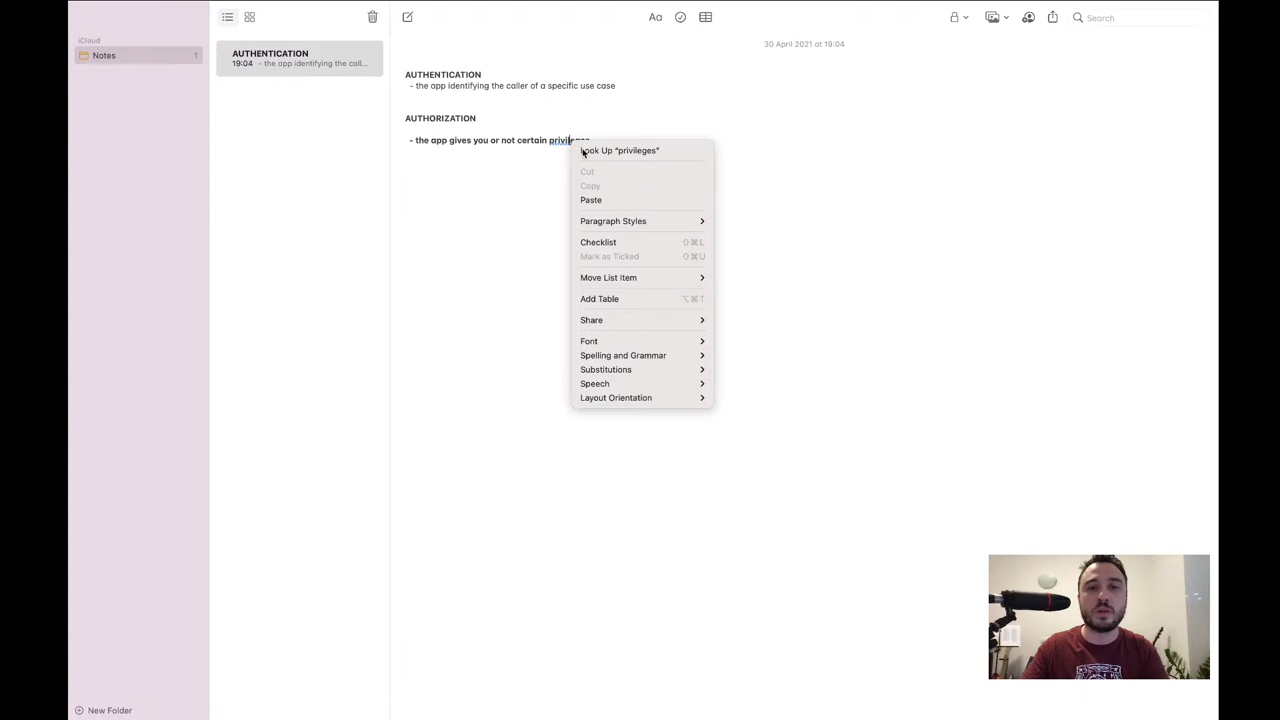 Aa
Search
iCloud
Notes 1
AUTHENTICATION
19:04 - the app identifying the call...
30 April 2021 at 19:04
AUTHENTICATION
- the app identifying the caller of a specific use case
AUTHORIZATION
- the app gives you or not certain privileges
Look Up "privileges"
Cut
Copy
Paste
Paragraph Styles
Checklist ⇧⌘L
Mark as Ticked ⇧⌘U
Move List Item
Add Table ⌥⌘T
Share
Font
Spelling and Grammar
Substitutions
Speech
Layout Orientation
New Folder